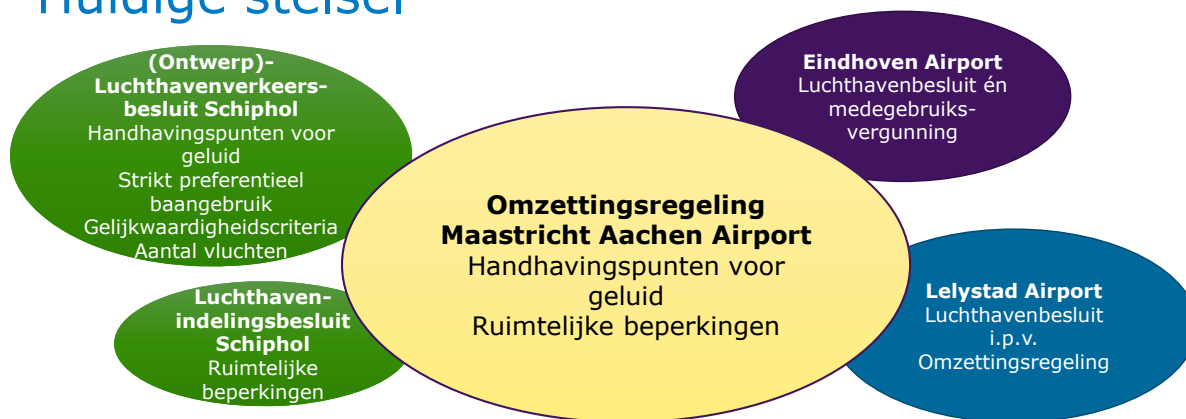 Huidige stelsel
(Ontwerp)-
Luchthavenverkeers-
besluit Schiphol
Handhavingspunten voor
geluid
Strikt preferentieel
baangebruik
Gelijkwaardigheidscriteria
Aantal vluchten
Luchthaven-
indelingsbesluit
Schiphol
Ruimtelijke
beperkingen
Omzettingsregeling
Maastricht Aachen Airport
Handhavingspunten voor
geluid
Ruimtelijke beperkingen
Eindhoven Airport
Luchthavenbesluit én
medegebruiks-
vergunning
Lelystad Airport
Luchthavenbesluit
i.p.v.
Omzettingsregeling